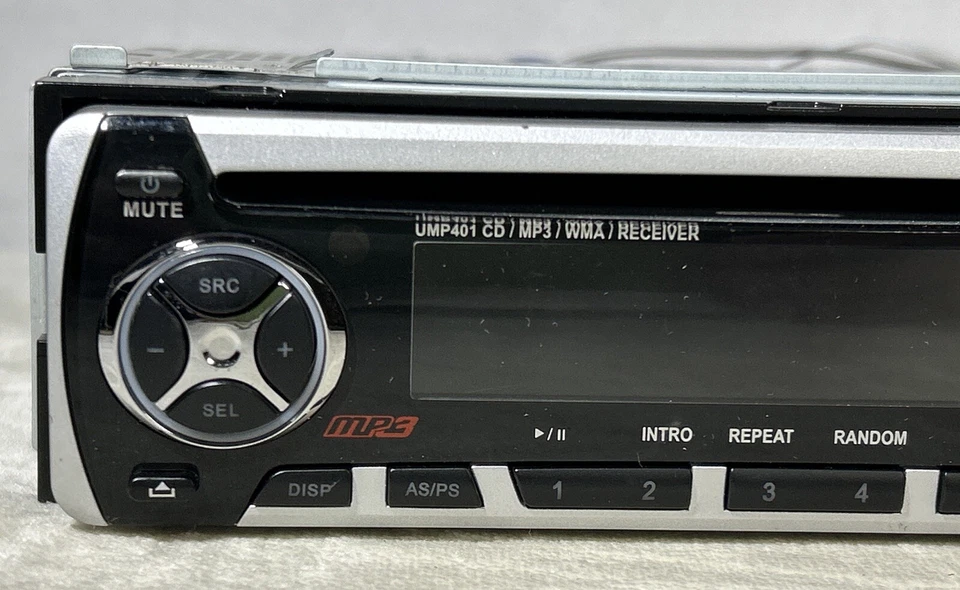 MUTE
UMP401 CD / MP3 / WMA / RECEIVER
SRC
- +
SEL
MP3
▶/II INTRO REPEAT RANDOM
DISP AS/PS 1 2 3 4